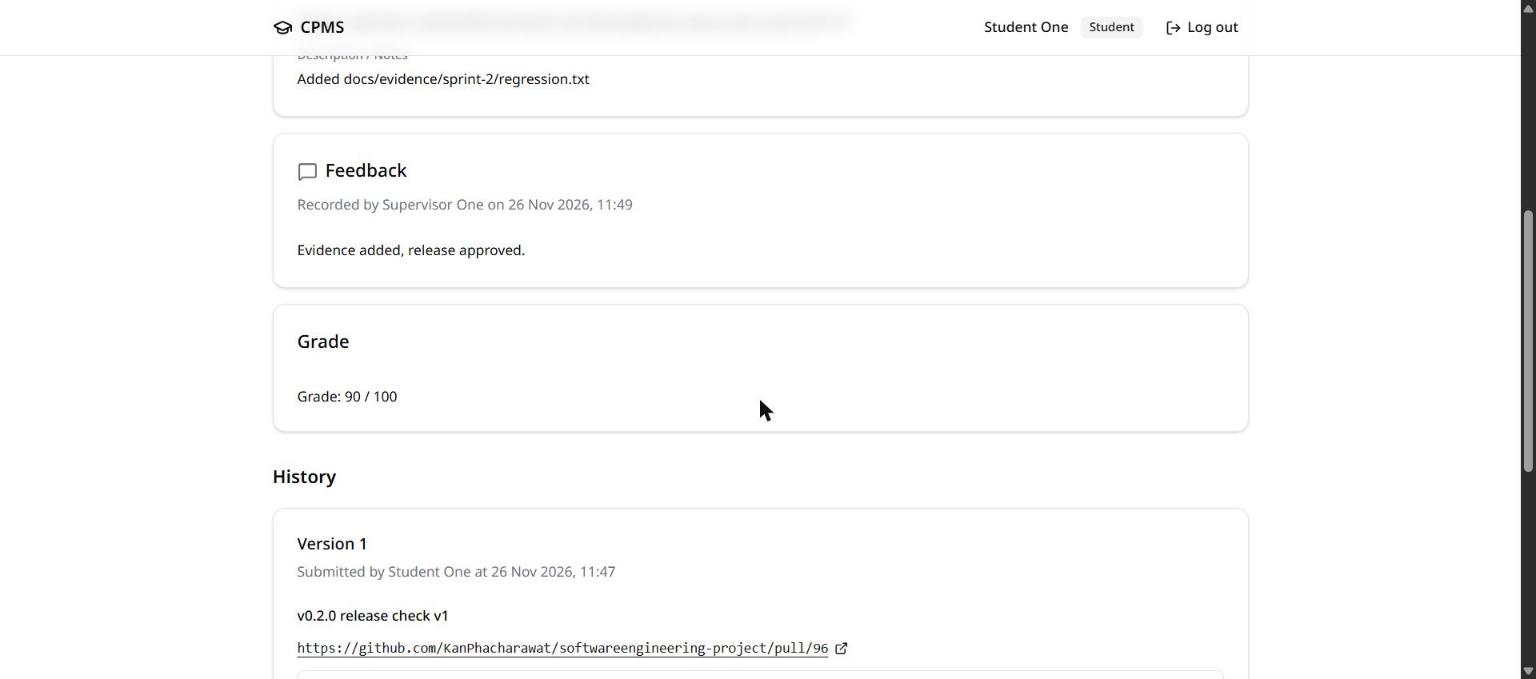 CPMS
Student One
Student
Log out
Description / Notes
Added docs/evidence/sprint-2/regression.txt
Feedback
Recorded by Supervisor One on 26 Nov 2026, 11:49
Evidence added, release approved.
Grade
Grade: 90 / 100
History
Version 1
Submitted by Student One at 26 Nov 2026, 11:47
v0.2.0 release check v1
https://github.com/KanPhacharawat/softwareengineering-project/pull/96